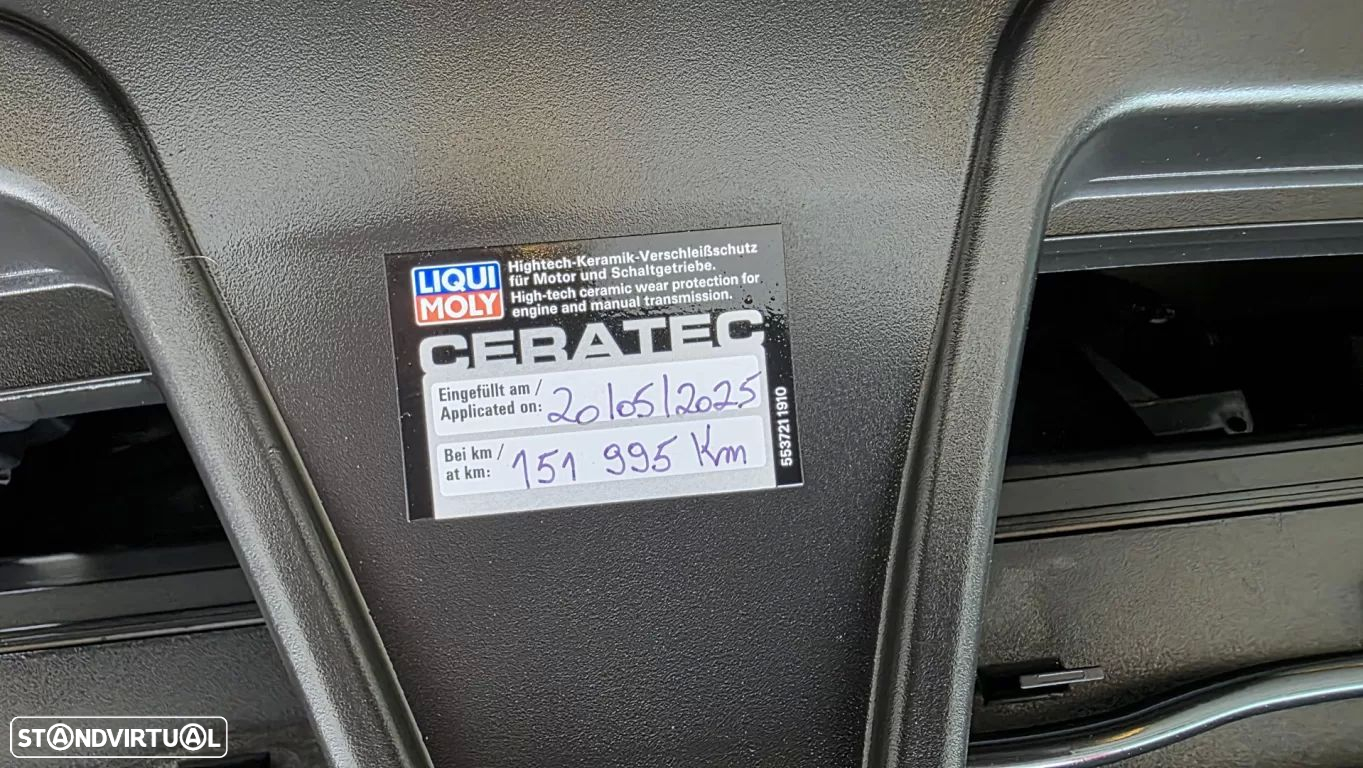 LIQUI
MOLY
Hightech-Keramik-Verschleißschutz
für Motor und Schaltgetriebe.
High-tech ceramic wear protection for
engine and manual transmission.
CERATEC
Eingefüllt am /
Applicated on: 20/05/2025
Bei km /
at km: 151 995 Km
5537211910
STANDVIRTUAL